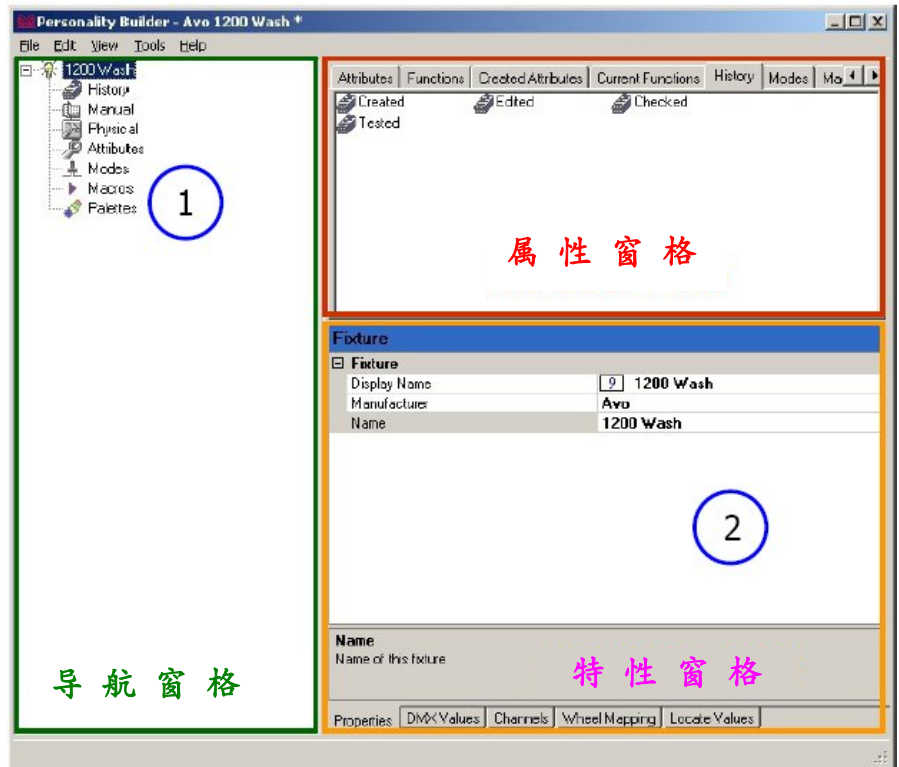 Personality Builder - Avo 1200 Wash *
File Edit View Tools Help
1200 Wash
History
Manual
Physical
Attributes
Modes
Macros
Palettes
1
导航窗格
Attributes Functions Created Attributes Current Functions History Modes Ma
Created Edited Checked
Tested
属性窗格
Fixture
Fixture
Display Name 9 1200 Wash
Manufacturer Avo
Name 1200 Wash
2
Name
Name of this fixture
特性窗格
Properties DMX Values Channels Wheel Mapping Locate Values